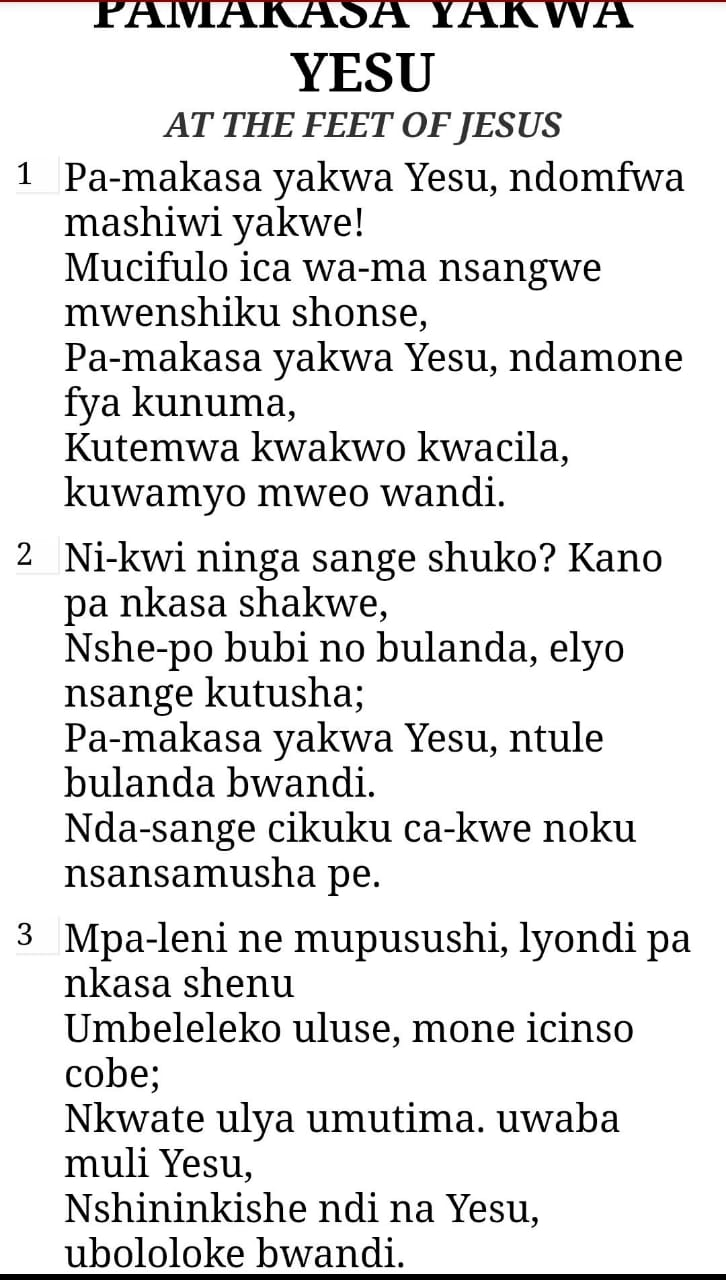 PAMAKASA YAKWA
YESU
AT THE FEET OF JESUS
1 Pa-makasa yakwa Yesu, ndomfwa
mashiwi yakwe!
Mucifulo ica wa-ma nsangwe
mwenshiku shonse,
Pa-makasa yakwa Yesu, ndamone
fya kunuma,
Kutemwa kwakwo kwacila,
kuwamyo mweo wandi.
2 Ni-kwi ninga sange shuko? Kano
pa nkasa shakwe,
Nshe-po bubi no bulanda, elyo
nsange kutusha;
Pa-makasa yakwa Yesu, ntule
bulanda bwandi.
Nda-sange cikuku ca-kwe noku
nsansamusha pe.
3 Mpa-leni ne mupusushi, lyondi pa
nkasa shenu
Umbeleleko uluse, mone icinso
cobe;
Nkwate ulya umutima. uwaba
muli Yesu,
Nshininkishe ndi na Yesu,
ubololoke bwandi.